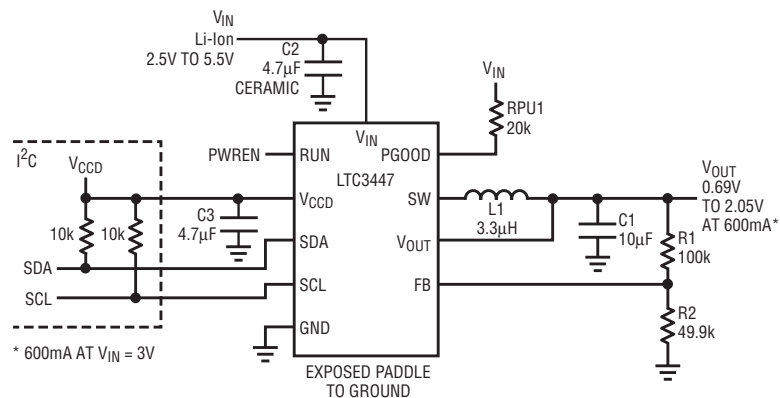 VIN
Li-Ion
2.5V TO 5.5V
C2
4.7µF
CERAMIC
VIN
RPU1
20k
I2C
VCCD
10k
10k
SDA
SCL
PWREN
C3
4.7µF
VIN
LTC3447
RUN
PGOOD
VCCD
SW
SDA
VOUT
SCL
FB
GND
L1
3.3µH
C1
10µF
VOUT
0.69V
TO 2.05V
AT 600mA*
R1
100k
R2
49.9k
* 600mA AT VIN = 3V
EXPOSED PADDLE
TO GROUND